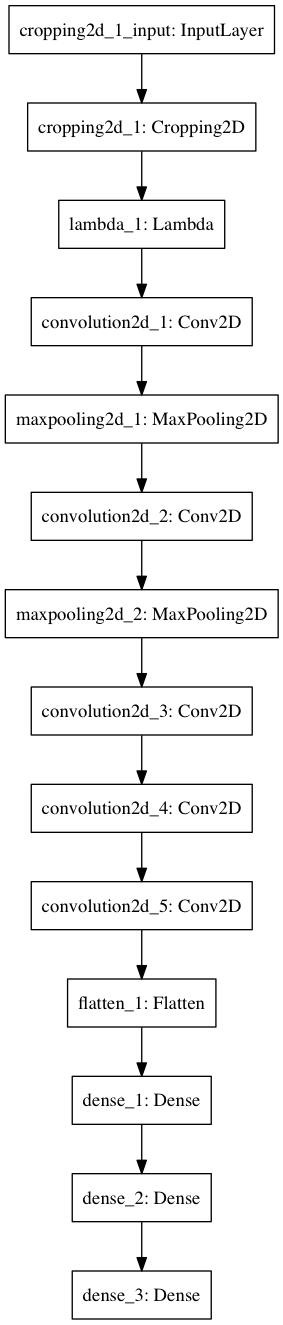 cropping2d_1_input: InputLayer
cropping2d_1: Cropping2D
lambda_1: Lambda
convolution2d_1: Conv2D
maxpooling2d_1: MaxPooling2D
convolution2d_2: Conv2D
maxpooling2d_2: MaxPooling2D
convolution2d_3: Conv2D
convolution2d_4: Conv2D
convolution2d_5: Conv2D
flatten_1: Flatten
dense_1: Dense
dense_2: Dense
dense_3: Dense